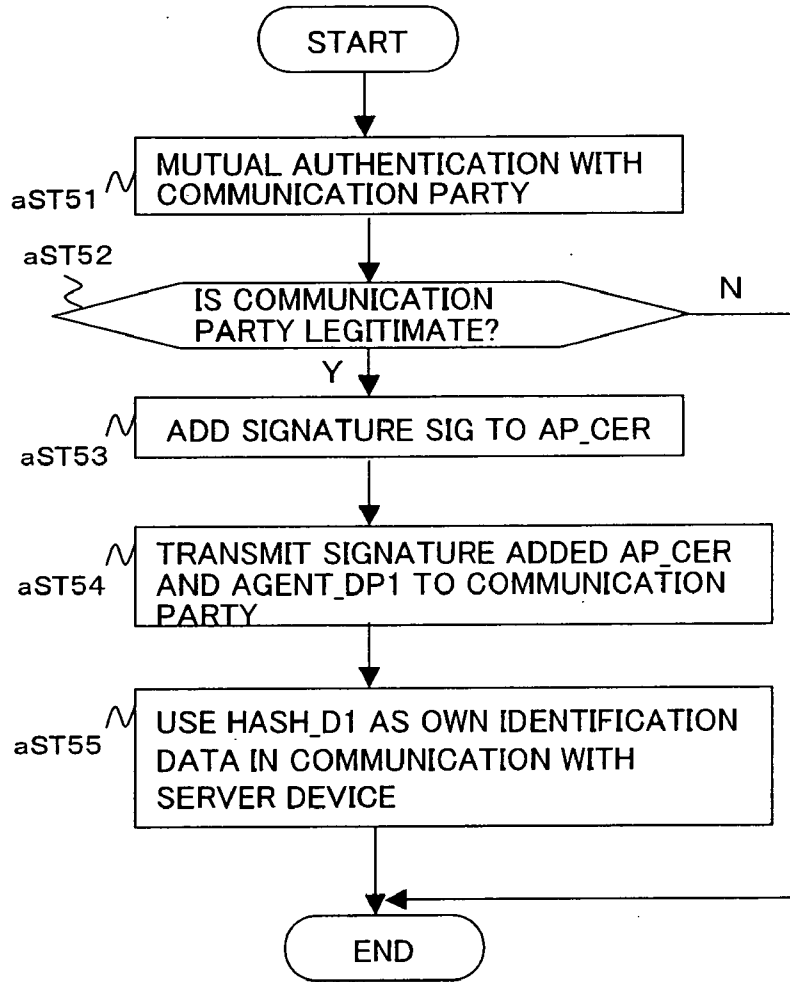 START
aST51
MUTUAL AUTHENTICATION WITH
COMMUNICATION PARTY
aST52
IS COMMUNICATION
PARTY LEGITIMATE?
N
Y
aST53
ADD SIGNATURE SIG TO AP_CER
aST54
TRANSMIT SIGNATURE ADDED AP_CER
AND AGENT_DP1 TO COMMUNICATION
PARTY
aST55
USE HASH_D1 AS OWN IDENTIFICATION
DATA IN COMMUNICATION WITH
SERVER DEVICE
END